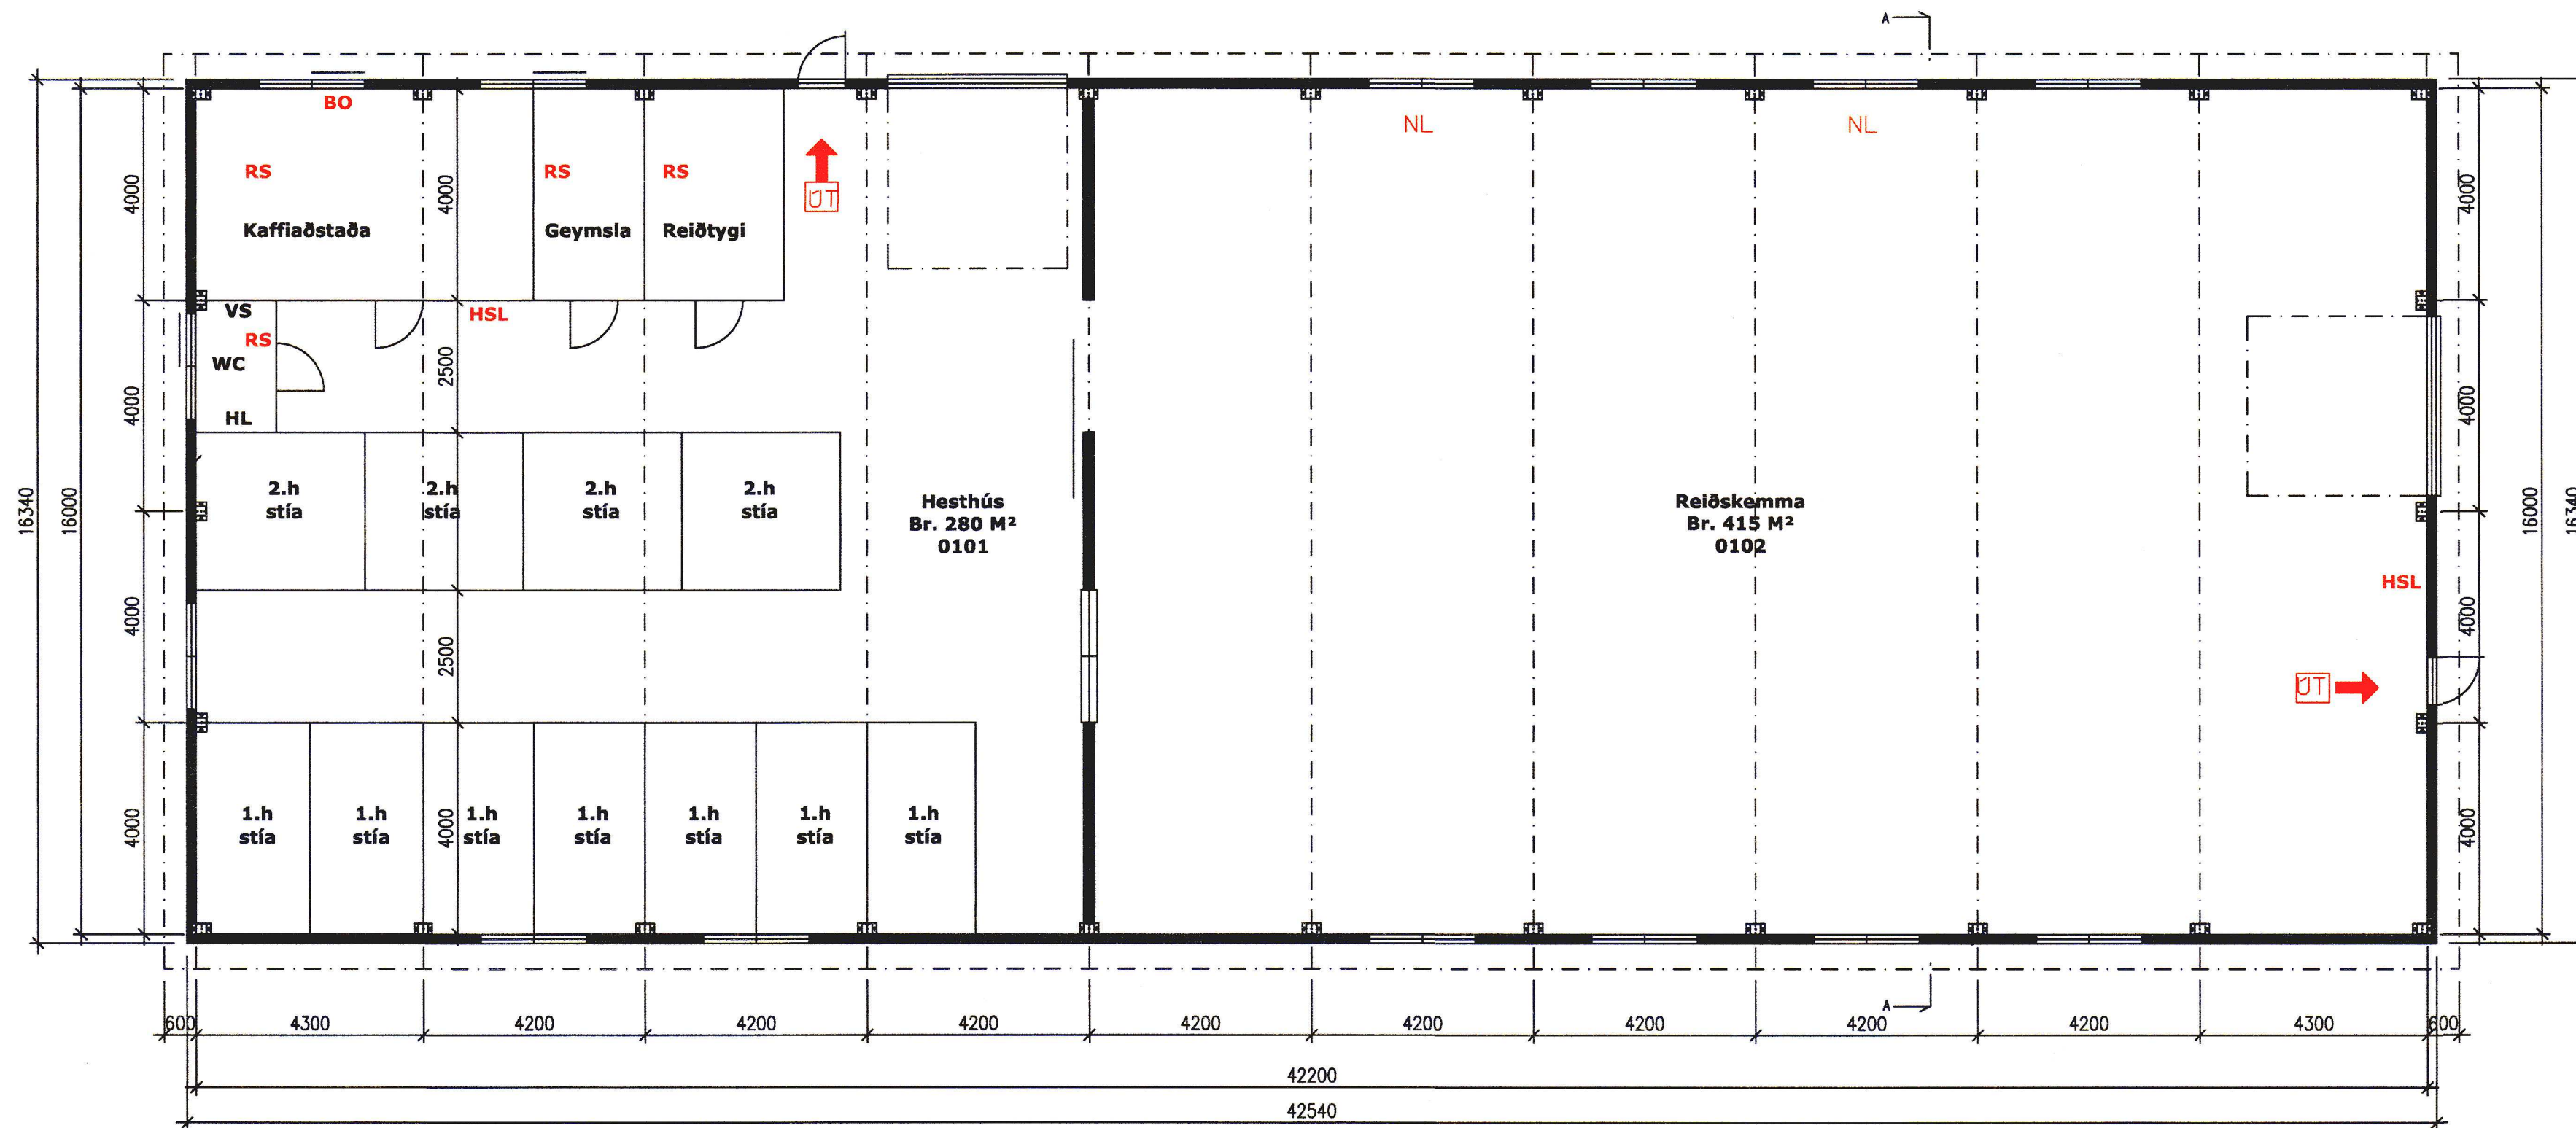 A
BO
NL
NL
RS
RS
RS
ÚT
4000
4000
4000
Kaffiaðstaða
Geymsla
Reiðtygi
VS
HSL
RS
WC
2500
4000
4000
HL
2.h
stía
2.h
stía
2.h
stía
2.h
stía
Hesthús
Br. 280 M²
0101
Reiðskemma
Br. 415 M²
0102
16340
16000
16000
16340
HSL
4000
2500
4000
ÚT
1.h
stía
1.h
stía
1.h
stía
1.h
stía
1.h
stía
1.h
stía
1.h
stía
4000
4000
4000
A
600
4300
4200
4200
4200
4200
4200
4200
4200
4200
4300
600
42200
42540